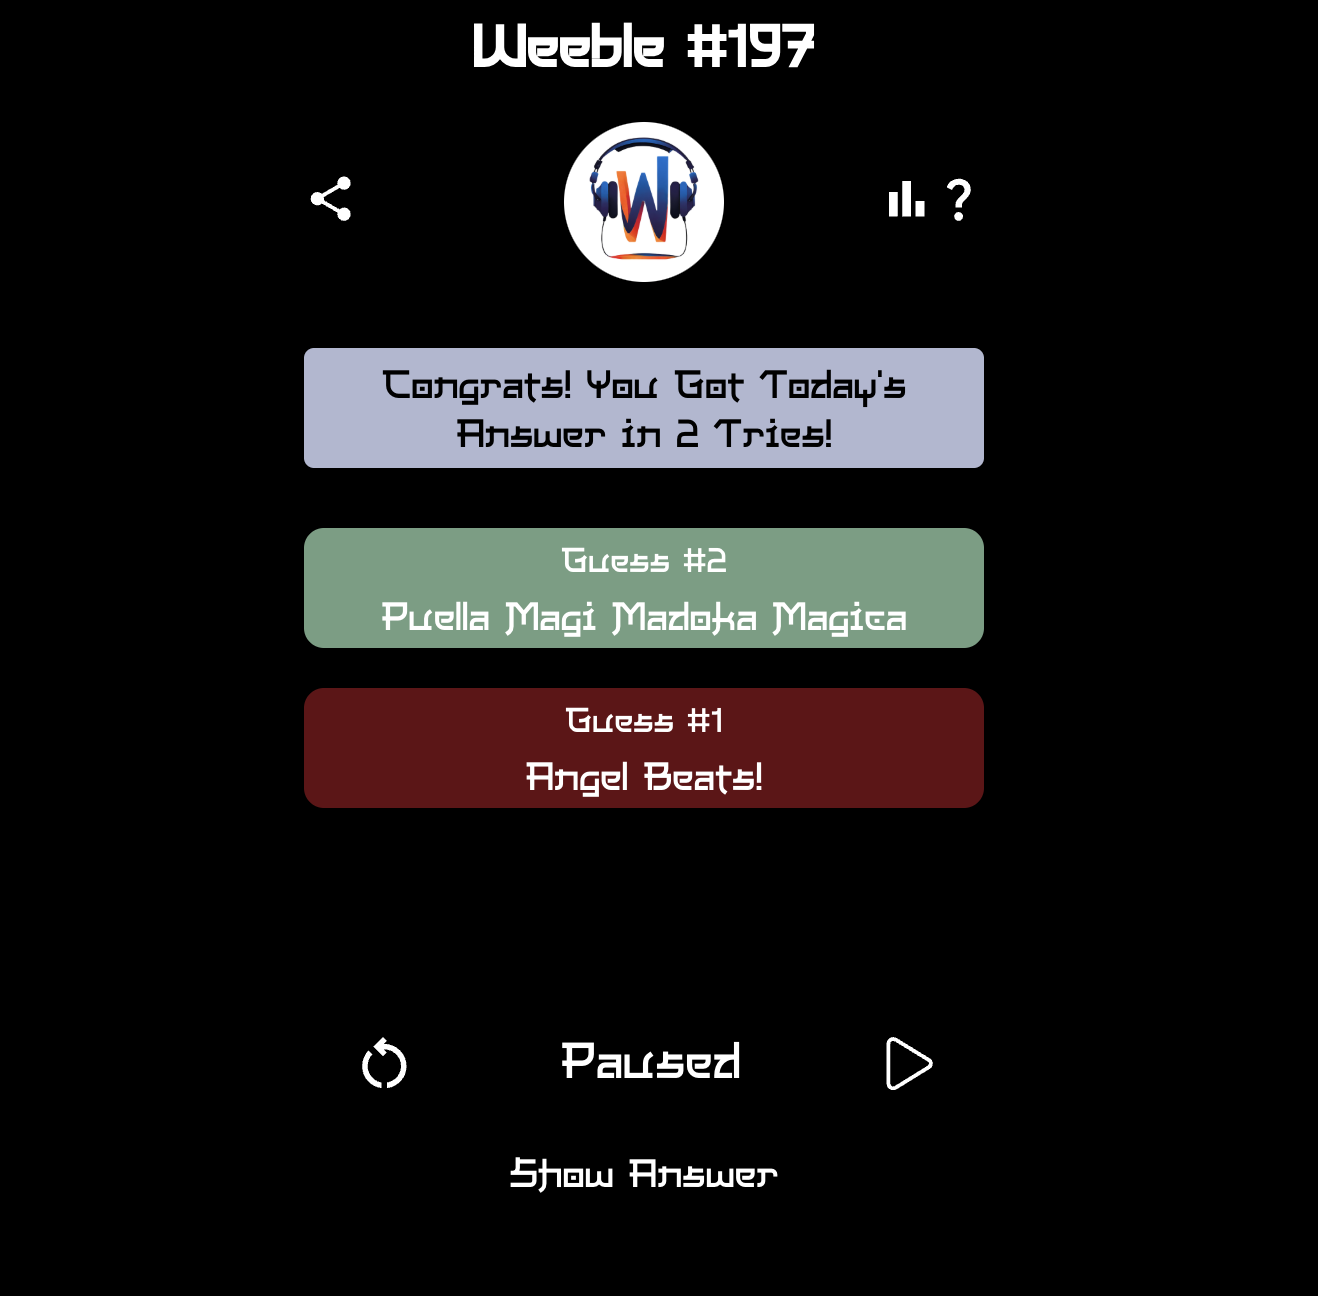 Weeble #197
W
?
Congrats! You Got Today's
Answer in 2 Tries!
Guess #2
Puella Magi Madoka Magica
Guess #1
Angel Beats!
Paused
Show Answer